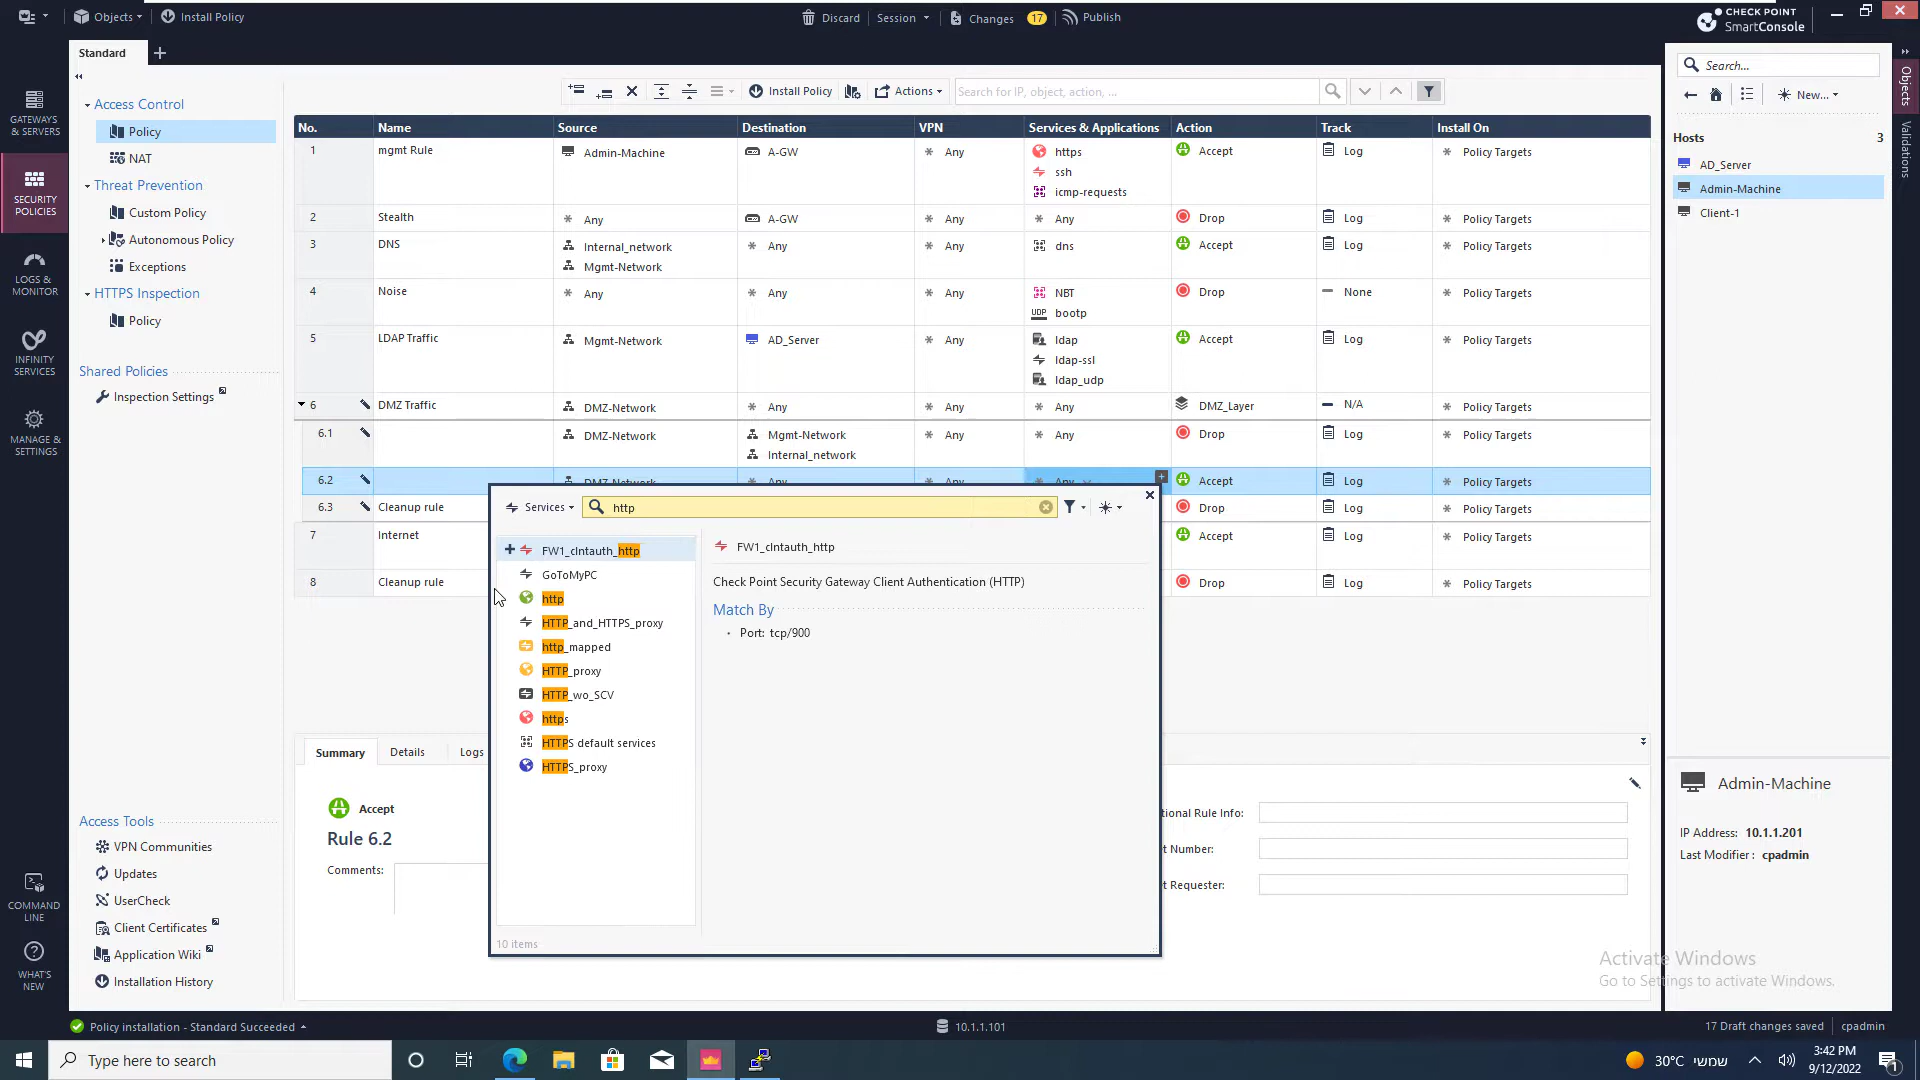 Objects
Install Policy
Discard
Session
Changes
17
Publish
CHECK POINT
SmartConsole
Standard
GATEWAYS
& SERVERS
SECURITY
POLICIES
LOGS &
MONITOR
INFINITY
SERVICES
MANAGE &
SETTINGS
COMMAND
LINE
WHAT'S
NEW
Access Control
Policy
NAT
Threat Prevention
Custom Policy
Autonomous Policy
Exceptions
HTTPS Inspection
Policy
Shared Policies
Inspection Settings
Access Tools
VPN Communities
Updates
UserCheck
Client Certificates
Application Wiki
Installation History
Install Policy
Actions
Search for IP, object, action, ...
No. Name Source Destination VPN Services & Applications Action Track Install On
1 mgmt Rule Admin-Machine A-GW Any https Accept Log Policy Targets
ssh
icmp-requests
2 Stealth Any A-GW Any Any Drop Log Policy Targets
3 DNS Internal_network Any Any dns Accept Log Policy Targets
Mgmt-Network
4 Noise Any Any Any NBT Drop None Policy Targets
UDP bootp
5 LDAP Traffic Mgmt-Network AD_Server Any ldap Accept Log Policy Targets
ldap-ssl
ldap_udp
6 DMZ Traffic DMZ-Network Any Any Any DMZ_Layer N/A Policy Targets
6.1 DMZ-Network Mgmt-Network Any Any Drop Log Policy Targets
Internal_network
6.2 DMZ-Network Any Any Any Accept Log Policy Targets
6.3 Cleanup rule Drop Log Policy Targets
7 Internet Accept Log Policy Targets
8 Cleanup rule Drop Log Policy Targets
Services
http
FW1_clntauth_http
GoToMyPC
http
HTTP_and_HTTPS_proxy
http_mapped
HTTP_proxy
HTTP_wo_SCV
https
HTTPS default services
HTTPS_proxy
10 items
FW1_clntauth_http
Check Point Security Gateway Client Authentication (HTTP)
Match By
Port: tcp/900
Summary
Details
Logs
Accept
Rule 6.2
Comments:
tional Rule Info:
t Number:
t Requester:
Search...
New...
Hosts 3
AD_Server
Admin-Machine
Client-1
Objects
Validations
Admin-Machine
IP Address: 10.1.1.201
Last Modifier : cpadmin
Activate Windows
Go to Settings to activate Windows.
Policy installation - Standard Succeeded
10.1.1.101
17 Draft changes saved
cpadmin
Type here to search
30°C שמשי
3:42 PM
9/12/2022
1